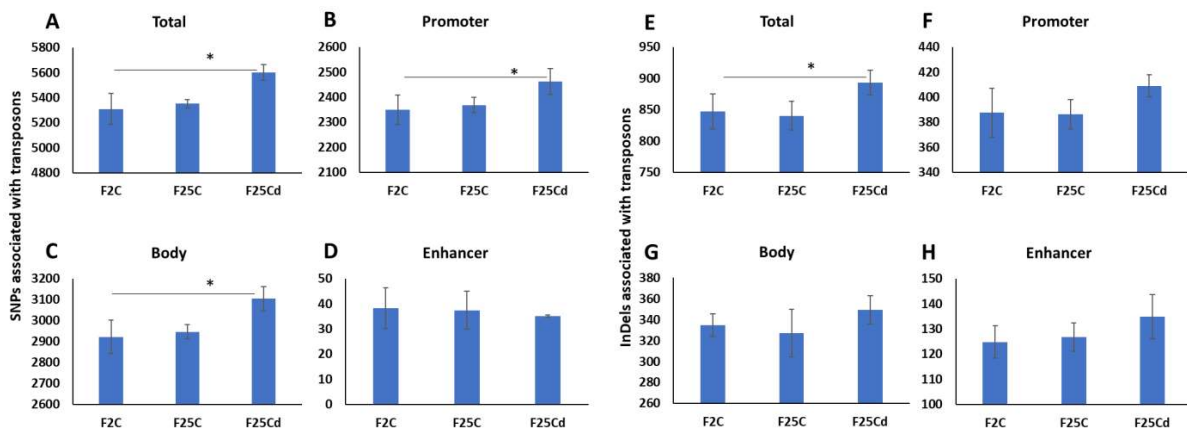 A
Total
SNPs associated with transposons
5800
5600
5400
5200
5000
4800
*
F2C F25C F25Cd
B
Promoter
2600
2500
2400
2300
2200
2100
*
F2C F25C F25Cd
C
Body
3200
3100
3000
2900
2800
2700
2600
*
F2C F25C F25Cd
D
Enhancer
50
40
30
20
10
0
F2C F25C F25Cd
E
Total
InDels associated with transposons
950
900
850
800
750
*
F2C F25C F25Cd
F
Promoter
440
420
400
380
360
340
F2C F25C F25Cd
G
Body
380
360
340
320
300
280
260
F2C F25C F25Cd
H
Enhancer
150
140
130
120
110
100
F2C F25C F25Cd